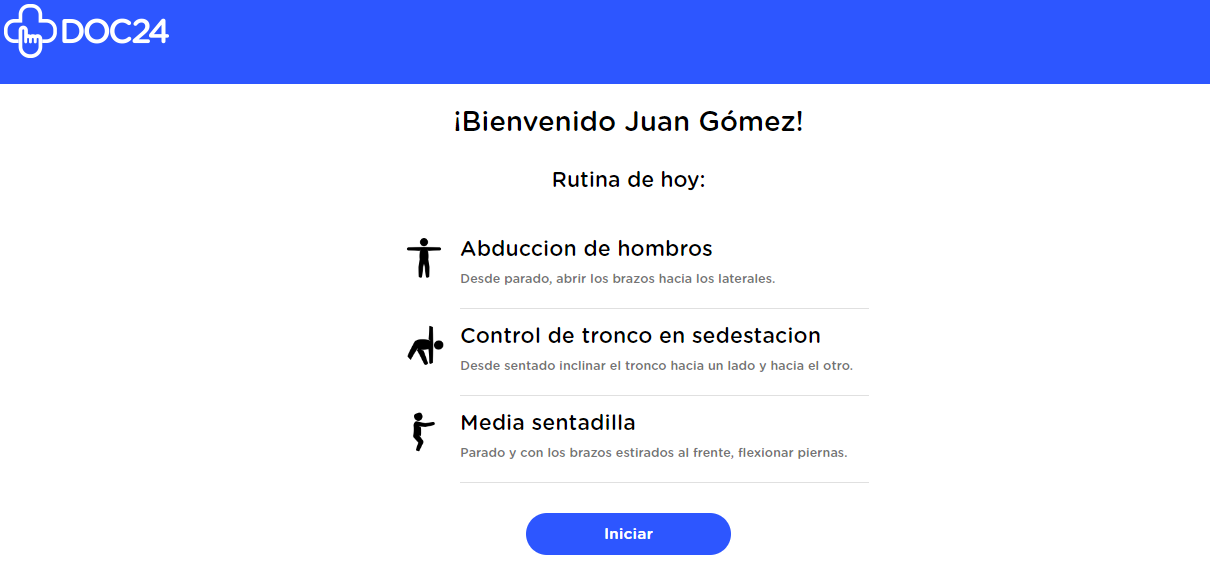 DOC24
¡Bienvenido Juan Gómez!
Rutina de hoy:
Abduccion de hombros
Desde parado, abrir los brazos hacia los laterales.
Control de tronco en sedestacion
Desde sentado inclinar el tronco hacia un lado y hacia el otro.
Media sentadilla
Parado y con los brazos estirados al frente, flexionar piernas.
Iniciar